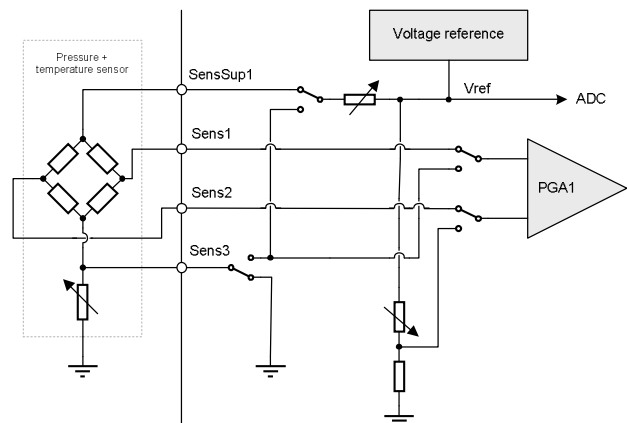 Voltage reference
Pressure +
temperature sensor
SensSup1
Vref
ADC
Sens1
PGA1
Sens2
Sens3